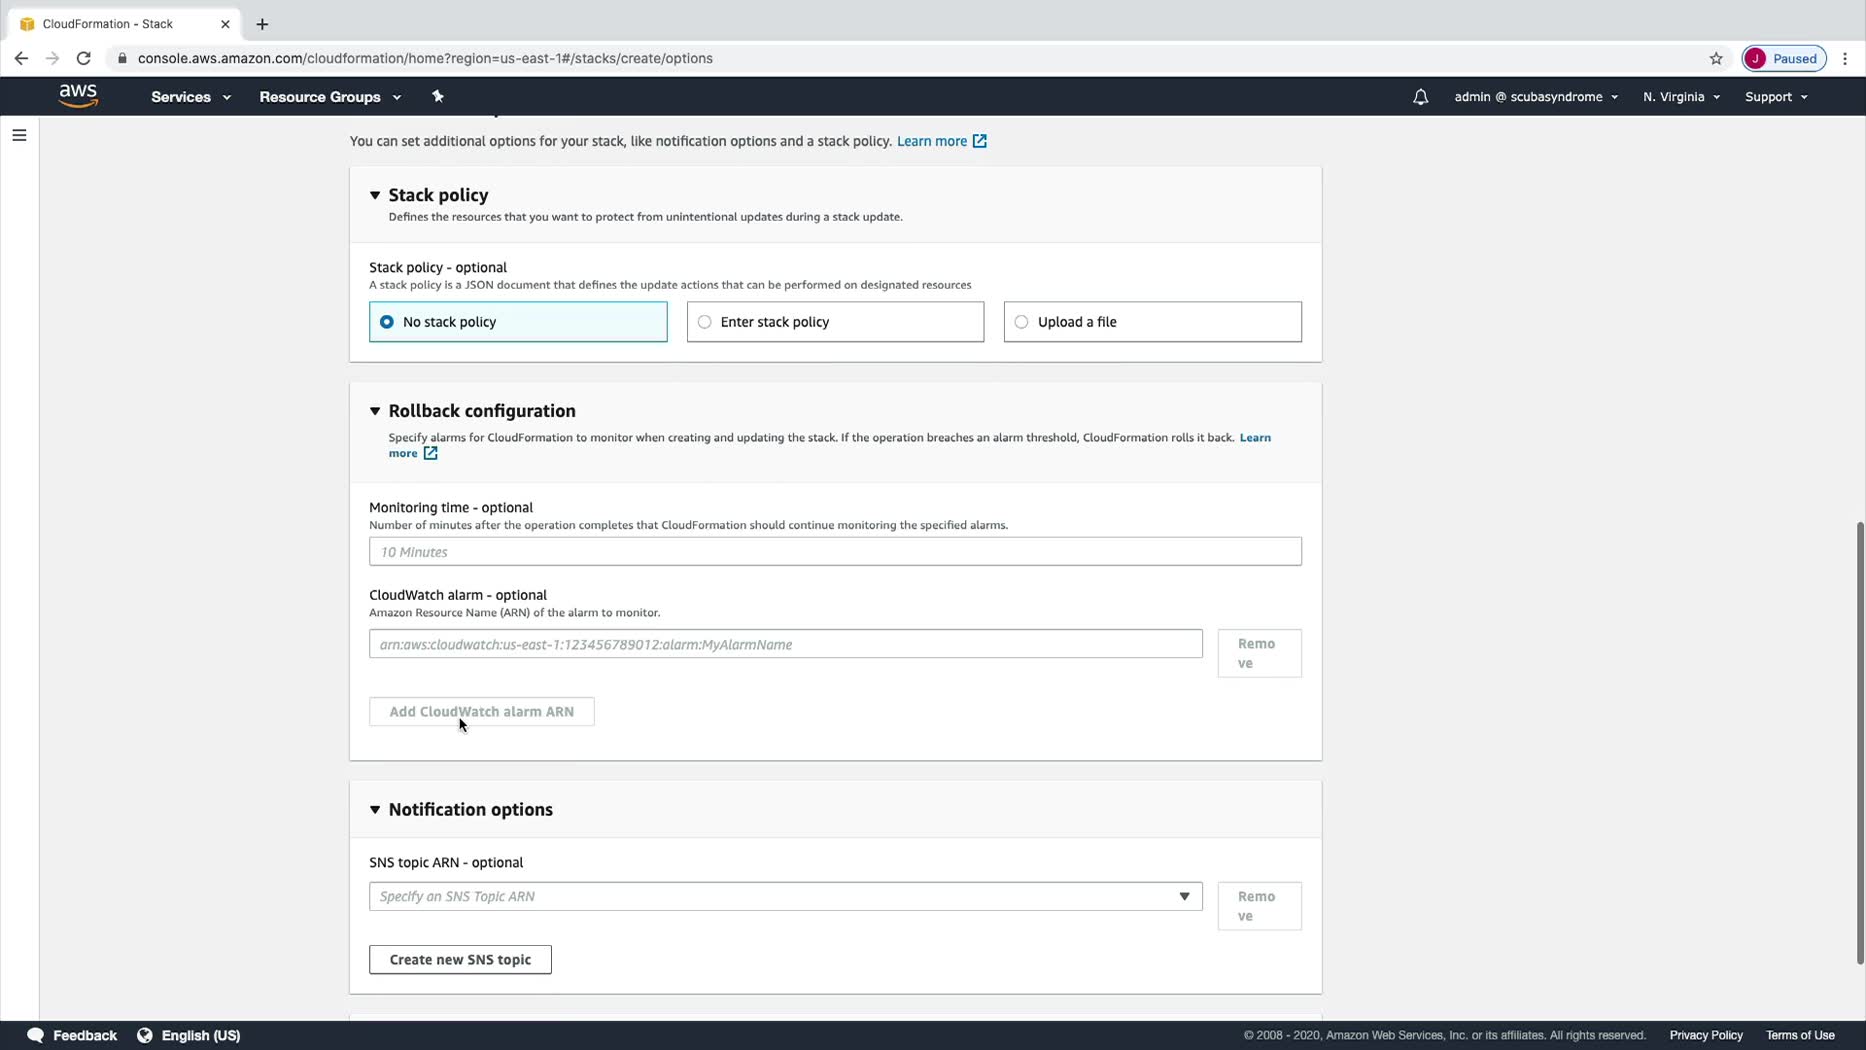 CloudFormation - Stack
console.aws.amazon.com/cloudformation/home?region=us-east-1#/stacks/create/options
J Paused
aws
Services
Resource Groups
admin @ scubasyndrome
N. Virginia
Support
You can set additional options for your stack, like notification options and a stack policy. Learn more
Stack policy
Defines the resources that you want to protect from unintentional updates during a stack update.
Stack policy - optional
A stack policy is a JSON document that defines the update actions that can be performed on designated resources
No stack policy
Enter stack policy
Upload a file
Rollback configuration
Specify alarms for CloudFormation to monitor when creating and updating the stack. If the operation breaches an alarm threshold, CloudFormation rolls it back. Learn
more
Monitoring time - optional
Number of minutes after the operation completes that CloudFormation should continue monitoring the specified alarms.
10 Minutes
CloudWatch alarm - optional
Amazon Resource Name (ARN) of the alarm to monitor.
arn:aws:cloudwatch:us-east-1:123456789012:alarm:MyAlarmName
Remo
ve
Add CloudWatch alarm ARN
Notification options
SNS topic ARN - optional
Specify an SNS Topic ARN
Remo
ve
Create new SNS topic
Feedback
English (US)
© 2008 - 2020, Amazon Web Services, Inc. or its affiliates. All rights reserved.
Privacy Policy
Terms of Use